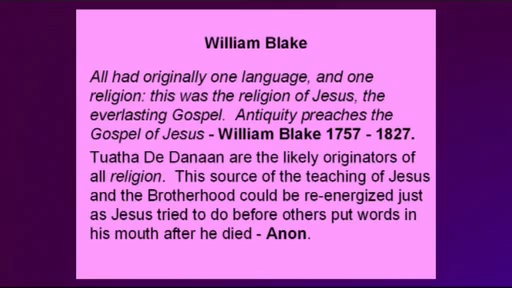 William Blake
All had originally one language, and one
religion: this was the religion of Jesus, the
everlasting Gospel.  Antiquity preaches the
Gospel of Jesus - William Blake 1757 - 1827.
Tuatha De Danaan are the likely originators of
all religion.  This source of the teaching of Jesus
and the Brotherhood could be re-energized just
as Jesus tried to do before others put words in
his mouth after he died - Anon.